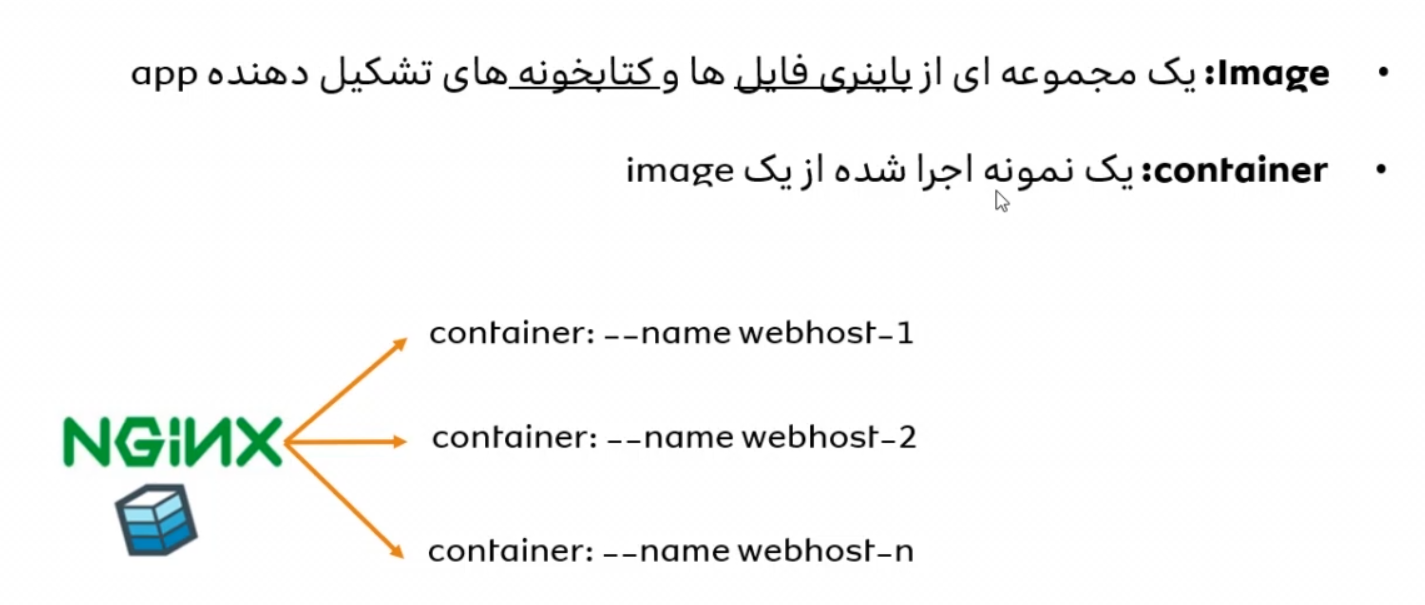 • Image: یک مجموعه ای از باینری فایل ها و کتابخونه های تشکیل دهنده app
• container: یک نمونه اجرا شده از یک image
container: --name webhost-1
NGiNX
container: --name webhost-2
container: --name webhost-n